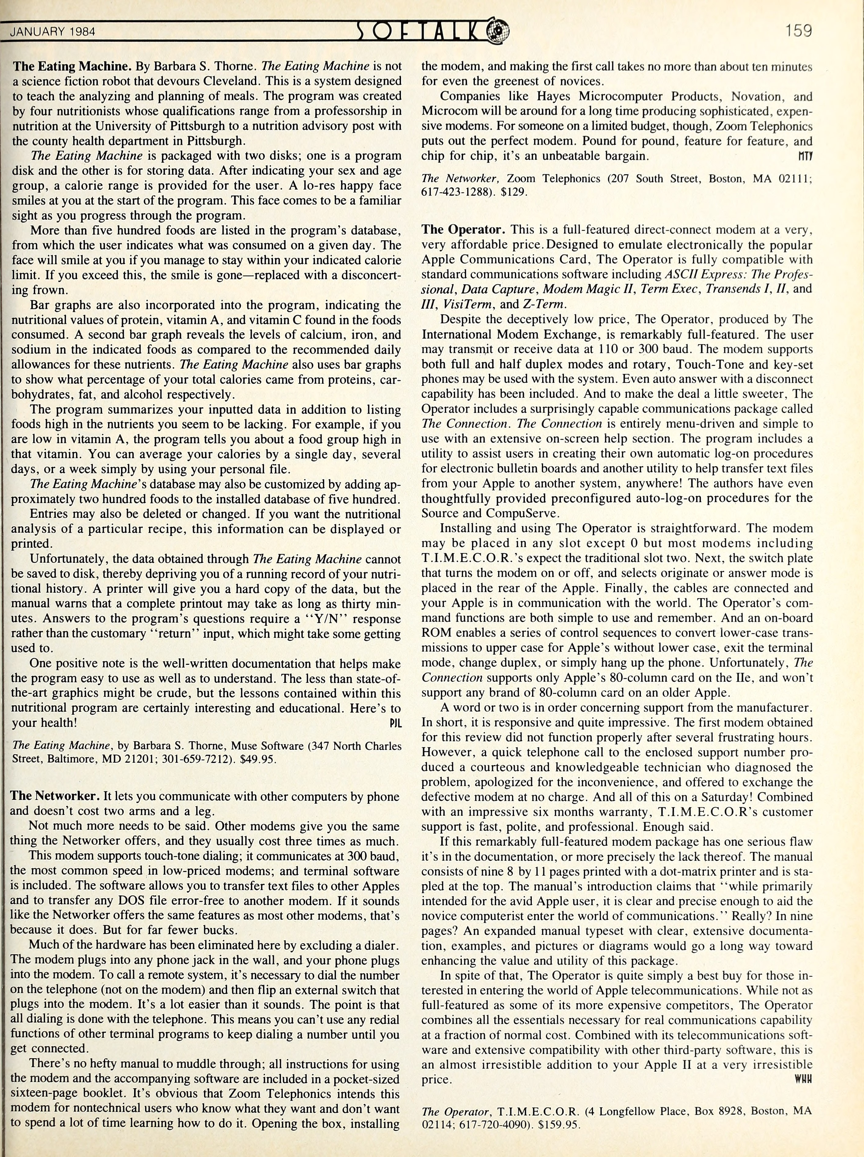 JANUARY 1984
SOFTALK
159
The Eating Machine. By Barbara S. Thorne. The Eating Machine is not
a science fiction robot that devours Cleveland. This is a system designed
to teach the analyzing and planning of meals. The program was created
by four nutritionists whose qualifications range from a professorship in
nutrition at the University of Pittsburgh to a nutrition advisory post with
the county health department in Pittsburgh.
The Eating Machine is packaged with two disks; one is a program
disk and the other is for storing data. After indicating your sex and age
group, a calorie range is provided for the user. A lo-res happy face
smiles at you at the start of the program. This face comes to be a familiar
sight as you progress through the program.
More than five hundred foods are listed in the program's database,
from which the user indicates what was consumed on a given day. The
face will smile at you if you manage to stay within your indicated calorie
limit. If you exceed this, the smile is gone—replaced with a disconcert-
ing frown.
Bar graphs are also incorporated into the program, indicating the
nutritional values of protein, vitamin A, and vitamin C found in the foods
consumed. A second bar graph reveals the levels of calcium, iron, and
sodium in the indicated foods as compared to the recommended daily
allowances for these nutrients. The Eating Machine also uses bar graphs
to show what percentage of your total calories came from proteins, car-
bohydrates, fat, and alcohol respectively.
The program summarizes your inputted data in addition to listing
foods high in the nutrients you seem to be lacking. For example, if you
are low in vitamin A, the program tells you about a food group high in
that vitamin. You can average your calories by a single day, several
days, or a week simply by using your personal file.
The Eating Machine's database may also be customized by adding ap-
proximately two hundred foods to the installed database of five hundred.
Entries may also be deleted or changed. If you want the nutritional
analysis of a particular recipe, this information can be displayed or
printed.
Unfortunately, the data obtained through The Eating Machine cannot
be saved to disk, thereby depriving you of a running record of your nutri-
tional history. A printer will give you a hard copy of the data, but the
manual warns that a complete printout may take as long as thirty min-
utes. Answers to the program's questions require a "Y/N" response
rather than the customary "return" input, which might take some getting
used to.
One positive note is the well-written documentation that helps make
the program easy to use as well as to understand. The less than state-of-
the-art graphics might be crude, but the lessons contained within this
nutritional program are certainly interesting and educational. Here's to
your health! PJL
The Eating Machine, by Barbara S. Thorne, Muse Software (347 North Charles
Street, Baltimore, MD 21201; 301-659-7212). $49.95.
The Networker. It lets you communicate with other computers by phone
and doesn't cost two arms and a leg.
Not much more needs to be said. Other modems give you the same
thing the Networker offers, and they usually cost three times as much.
This modem supports touch-tone dialing; it communicates at 300 baud,
the most common speed in low-priced modems; and terminal software
is included. The software allows you to transfer text files to other Apples
and to transfer any DOS file error-free to another modem. If it sounds
like the Networker offers the same features as most other modems, that's
because it does. But for far fewer bucks.
Much of the hardware has been eliminated here by excluding a dialer.
The modem plugs into any phone jack in the wall, and your phone plugs
into the modem. To call a remote system, it's necessary to dial the number
on the telephone (not on the modem) and then flip an external switch that
plugs into the modem. It's a lot easier than it sounds. The point is that
all dialing is done with the telephone. This means you can't use any redial
functions of other terminal programs to keep dialing a number until you
get connected.
There's no hefty manual to muddle through; all instructions for using
the modem and the accompanying software are included in a pocket-sized
sixteen-page booklet. It's obvious that Zoom Telephonics intends this
modem for nontechnical users who know what they want and don't want
to spend a lot of time learning how to do it. Opening the box, installing
the modem, and making the first call takes no more than about ten minutes
for even the greenest of novices.
Companies like Hayes Microcomputer Products, Novation, and
Microcom will be around for a long time producing sophisticated, expen-
sive modems. For someone on a limited budget, though, Zoom Telephonics
puts out the perfect modem. Pound for pound, feature for feature, and
chip for chip, it's an unbeatable bargain. MTY
The Networker, Zoom Telephonics (207 South Street, Boston, MA 02111;
617-423-1288). $129.
The Operator. This is a full-featured direct-connect modem at a very,
very affordable price. Designed to emulate electronically the popular
Apple Communications Card, The Operator is fully compatible with
standard communications software including ASCII Express: The Profes-
sional, Data Capture, Modem Magic II, Term Exec, Transends I, II, and
III, VisiTerm, and Z-Term.
Despite the deceptively low price, The Operator, produced by The
International Modem Exchange, is remarkably full-featured. The user
may transmit or receive data at 110 or 300 baud. The modem supports
both full and half duplex modes and rotary, Touch-Tone and key-set
phones may be used with the system. Even auto answer with a disconnect
capability has been included. And to make the deal a little sweeter, The
Operator includes a surprisingly capable communications package called
The Connection. The Connection is entirely menu-driven and simple to
use with an extensive on-screen help section. The program includes a
utility to assist users in creating their own automatic log-on procedures
for electronic bulletin boards and another utility to help transfer text files
from your Apple to another system, anywhere! The authors have even
thoughtfully provided preconfigured auto-log-on procedures for the
Source and CompuServe.
Installing and using The Operator is straightforward. The modem
may be placed in any slot except 0 but most modems including
T.I.M.E.C.O.R.'s expect the traditional slot two. Next, the switch plate
that turns the modem on or off, and selects originate or answer mode is
placed in the rear of the Apple. Finally, the cables are connected and
your Apple is in communication with the world. The Operator's com-
mand functions are both simple to use and remember. And an on-board
ROM enables a series of control sequences to convert lower-case trans-
missions to upper case for Apple's without lower case, exit the terminal
mode, change duplex, or simply hang up the phone. Unfortunately, The
Connection supports only Apple's 80-column card on the IIe, and won't
support any brand of 80-column card on an older Apple.
A word or two is in order concerning support from the manufacturer.
In short, it is responsive and quite impressive. The first modem obtained
for this review did not function properly after several frustrating hours.
However, a quick telephone call to the enclosed support number pro-
duced a courteous and knowledgeable technician who diagnosed the
problem, apologized for the inconvenience, and offered to exchange the
defective modem at no charge. And all of this on a Saturday! Combined
with an impressive six months warranty, T.I.M.E.C.O.R's customer
support is fast, polite, and professional. Enough said.
If this remarkably full-featured modem package has one serious flaw
it's in the documentation, or more precisely the lack thereof. The manual
consists of nine 8 by 11 pages printed with a dot-matrix printer and is sta-
pled at the top. The manual's introduction claims that "while primarily
intended for the avid Apple user, it is clear and precise enough to aid the
novice computerist enter the world of communications." Really? In nine
pages? An expanded manual typeset with clear, extensive documenta-
tion, examples, and pictures or diagrams would go a long way toward
enhancing the value and utility of this package.
In spite of that, The Operator is quite simply a best buy for those in-
terested in entering the world of Apple telecommunications. While not as
full-featured as some of its more expensive competitors, The Operator
combines all the essentials necessary for real communications capability
at a fraction of normal cost. Combined with its telecommunications soft-
ware and extensive compatibility with other third-party software, this is
an almost irresistible addition to your Apple II at a very irresistible
price. WHH
The Operator, T.I.M.E.C.O.R. (4 Longfellow Place, Box 8928, Boston, MA
02114; 617-720-4090). $159.95.